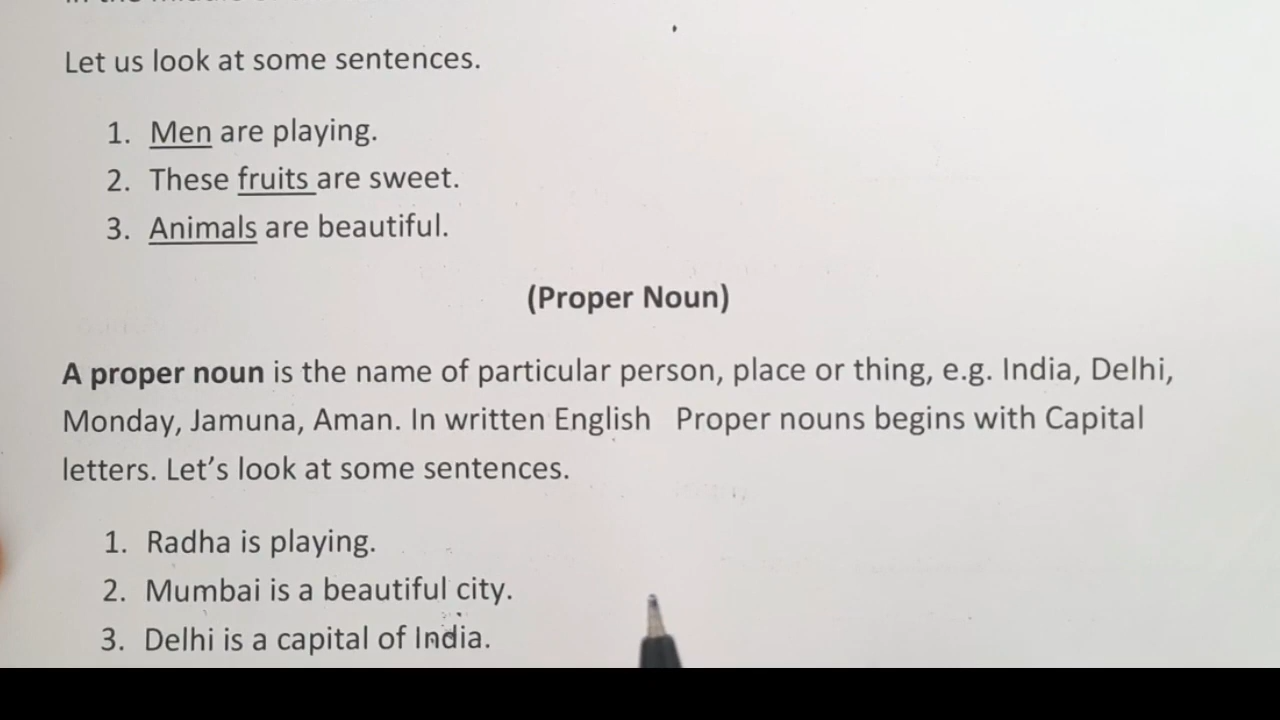 Let us look at some sentences.
1. Men are playing.
2. These fruits are sweet.
3. Animals are beautiful.
(Proper Noun)
A proper noun is the name of particular person, place or thing, e.g. India, Delhi,
Monday, Jamuna, Aman. In written English Proper nouns begins with Capital
letters. Let's look at some sentences.
1. Radha is playing.
2. Mumbai is a beautiful city.
3. Delhi is a capital of India.